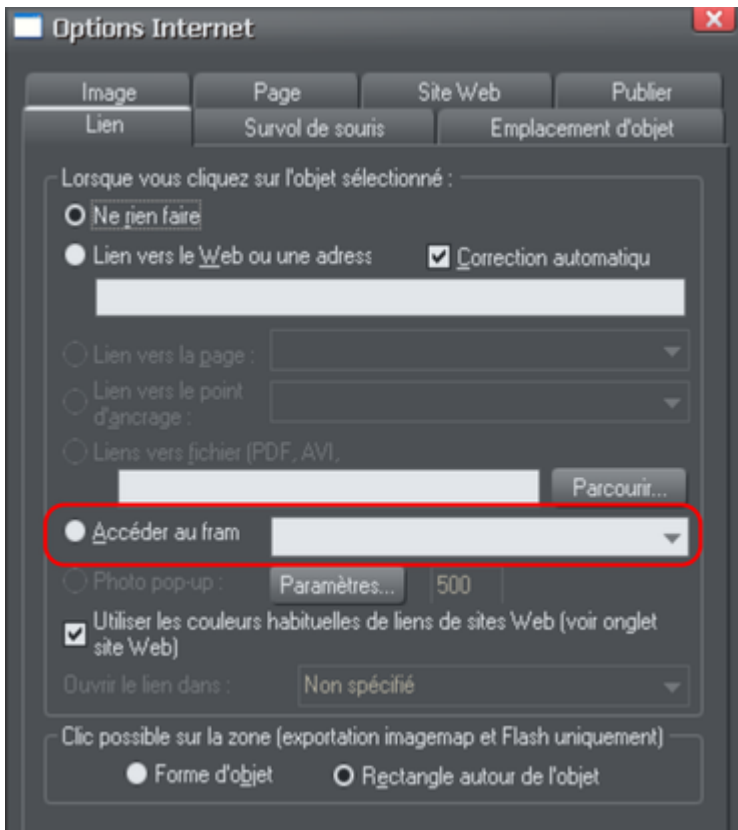 Options Internet
Image Page Site Web Publier
Lien Survol de souris Emplacement d'objet
Lorsque vous cliquez sur l'objet sélectionné :
Ne rien faire
Lien vers le Web ou une adress Correction automatiqu
Lien vers la page :
Lien vers le point
d'ancrage :
Liens vers fichier (PDF, AVI,
Parcourir...
Accéder au fram
Photo pop-up : Paramètres... 500
Utiliser les couleurs habituelles de liens de sites Web (voir onglet
site Web)
Ouvrir le lien dans : Non spécifié
Clic possible sur la zone (exportation imagemap et Flash uniquement)
Forme d'objet Rectangle autour de l'objet